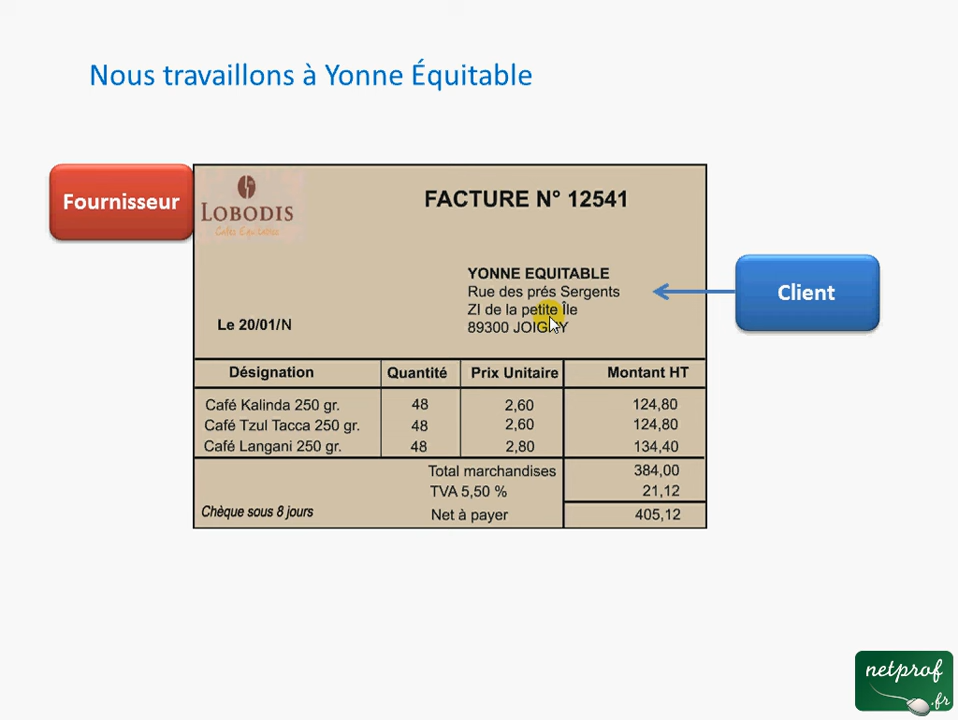 Nous travaillons à Yonne Équitable
Fournisseur
LOBODIS
Cafés Equitables
FACTURE N° 12541
YONNE EQUITABLE
Rue des prés Sergents
ZI de la petite Île
89300 JOIGNY
Client
Le 20/01/N
Désignation Quantité Prix Unitaire Montant HT
Café Kalinda 250 gr. 48 2,60 124,80
Café Tzul Tacca 250 gr. 48 2,60 124,80
Café Langani 250 gr. 48 2,80 134,40
Total marchandises 384,00
TVA 5,50 % 21,12
Chèque sous 8 jours Net à payer 405,12
netprof
.fr